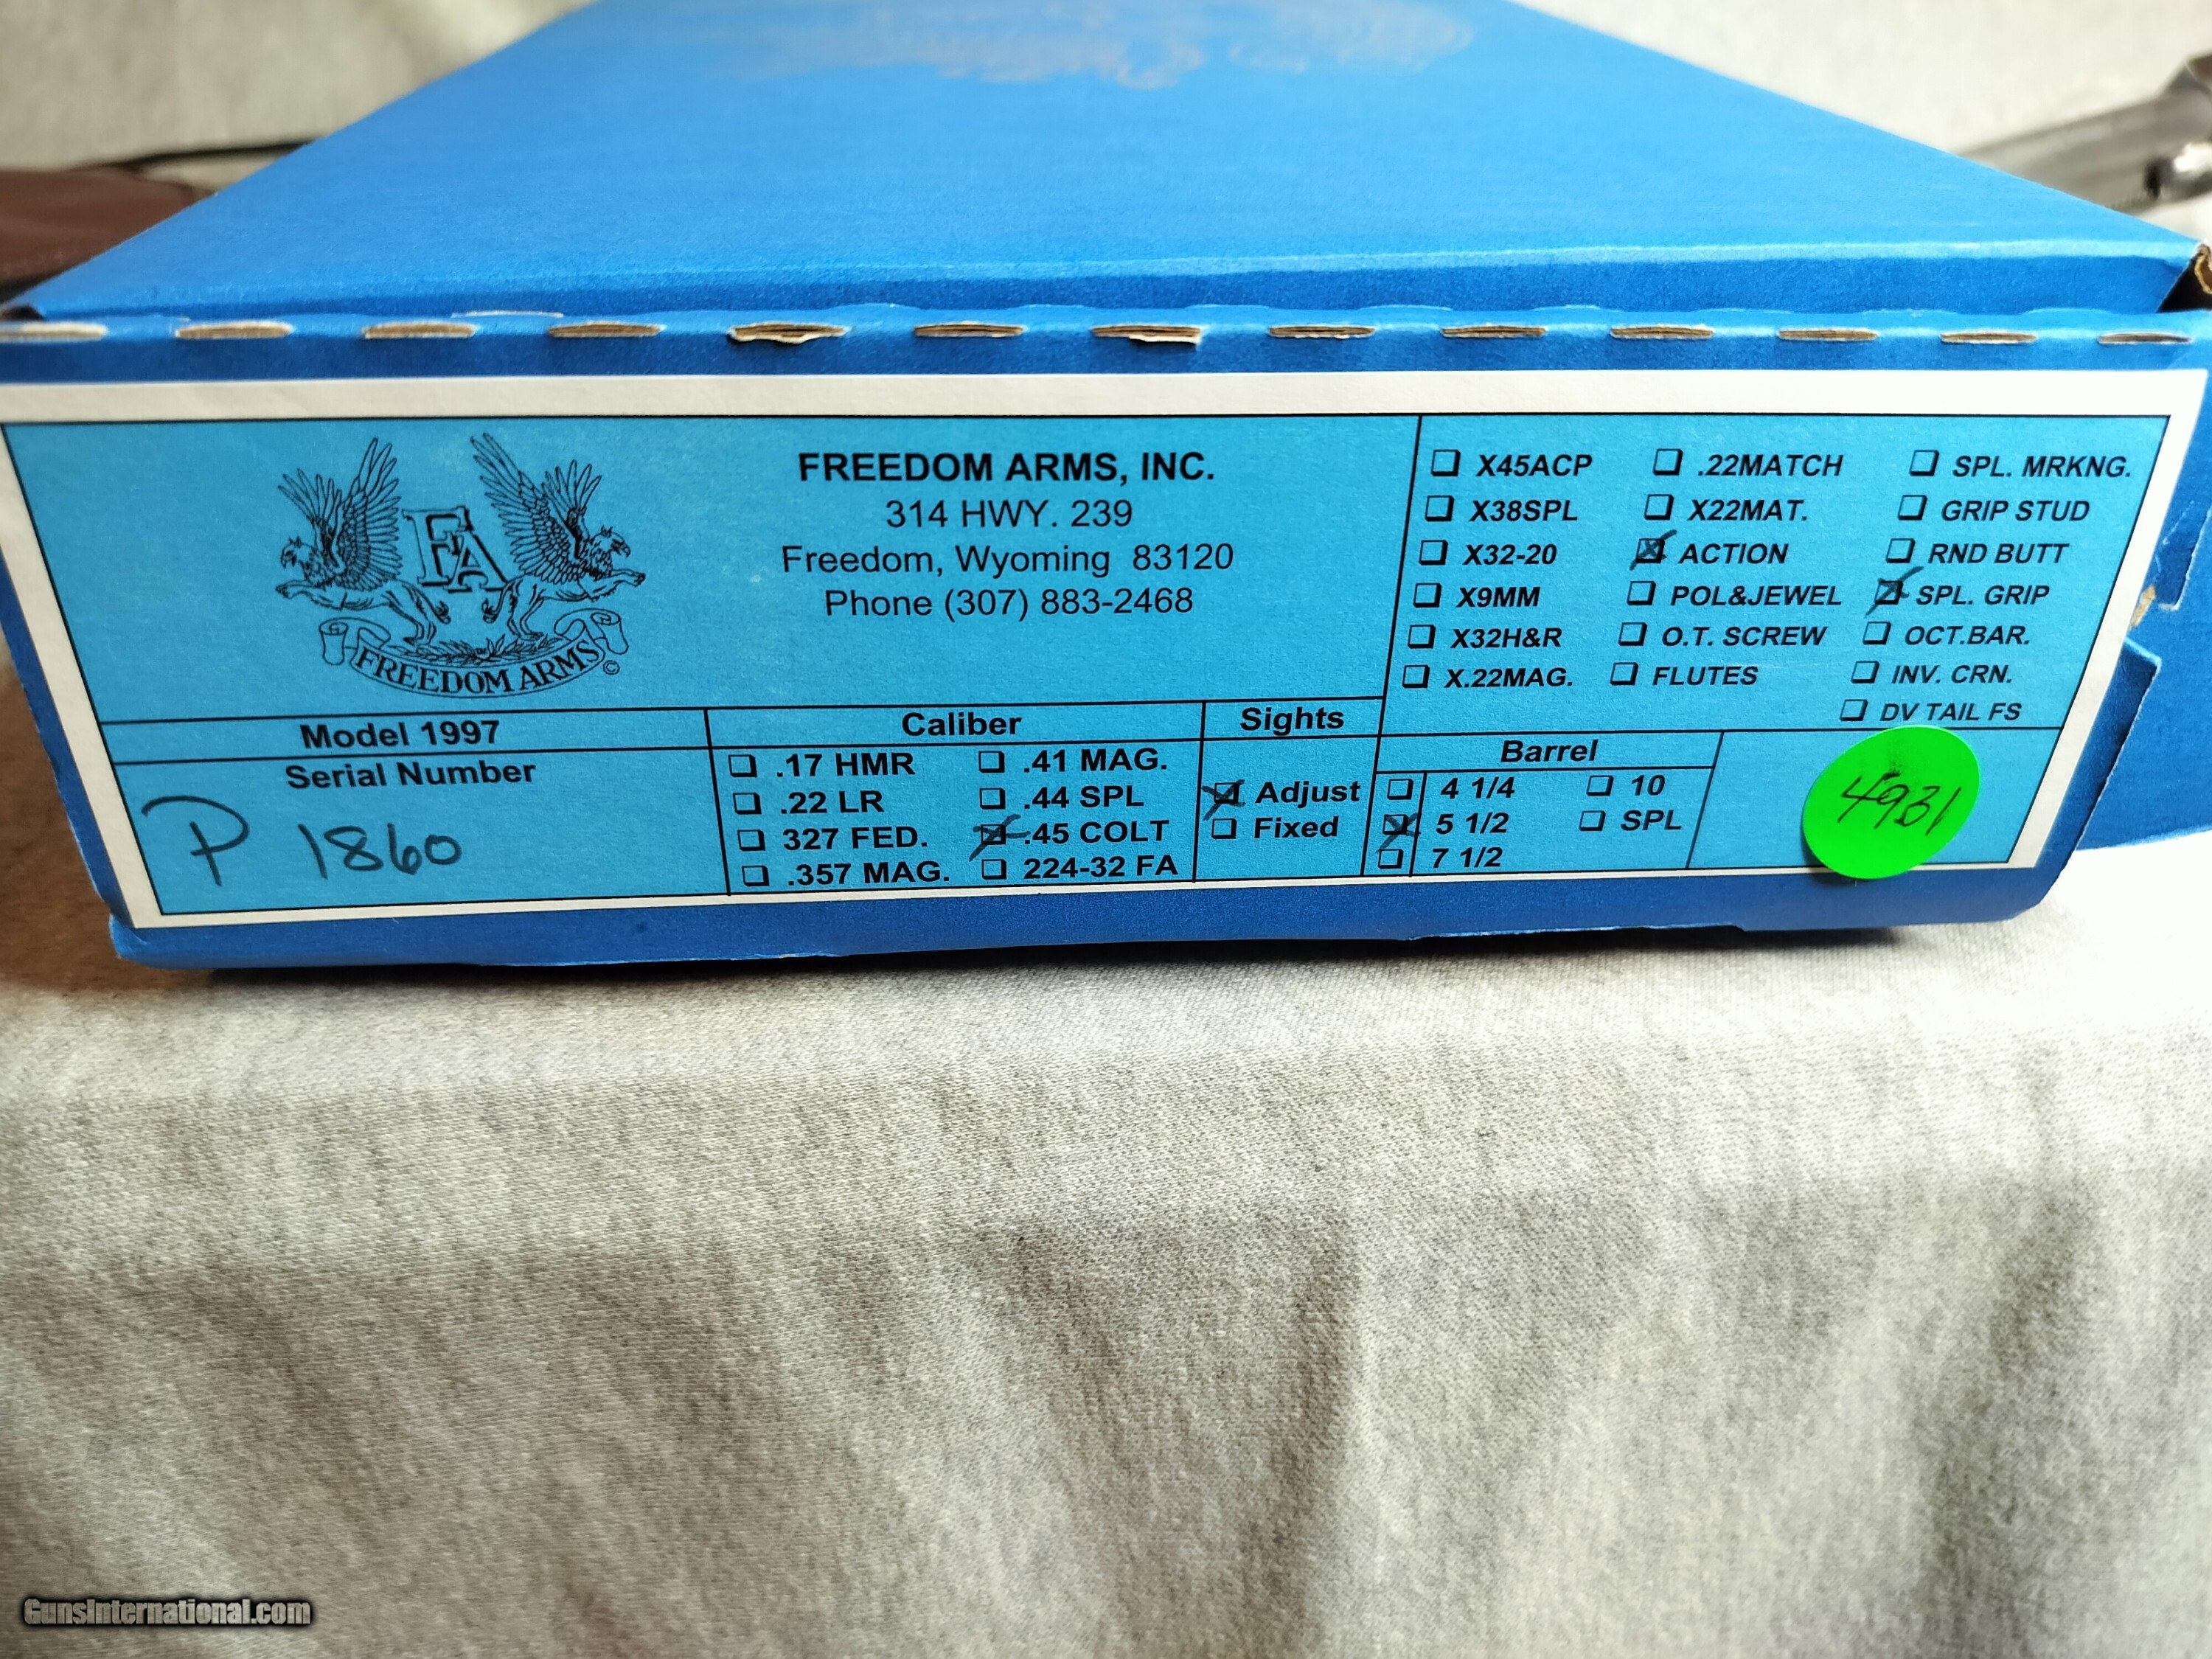 FA
FREEDOM ARMS ©
FREEDOM ARMS, INC.
314 HWY. 239
Freedom, Wyoming 83120
Phone (307) 883-2468
❏ X45ACP ❏ .22MATCH ❏ SPL. MRKNG.
❏ X38SPL ❏ X22MAT. ❏ GRIP STUD
❏ X32-20 ❏ ACTION ❏ RND BUTT
❏ X9MM ❏ POL&JEWEL ❏ SPL. GRIP
❏ X32H&R ❏ O.T. SCREW ❏ OCT.BAR.
❏ X.22MAG. ❏ FLUTES ❏ INV. CRN.
❏ DV TAIL FS
Model 1997
Serial Number
P 1860
Caliber
❏ .17 HMR ❏ .41 MAG.
❏ .22 LR ❏ .44 SPL
❏ 327 FED. ❏ .45 COLT
❏ .357 MAG. ❏ 224-32 FA
Sights
❏ Adjust
❏ Fixed
Barrel
❏ 4 1/4 ❏ 10
❏ 5 1/2 ❏ SPL
❏ 7 1/2
4931
GunsInternational.com